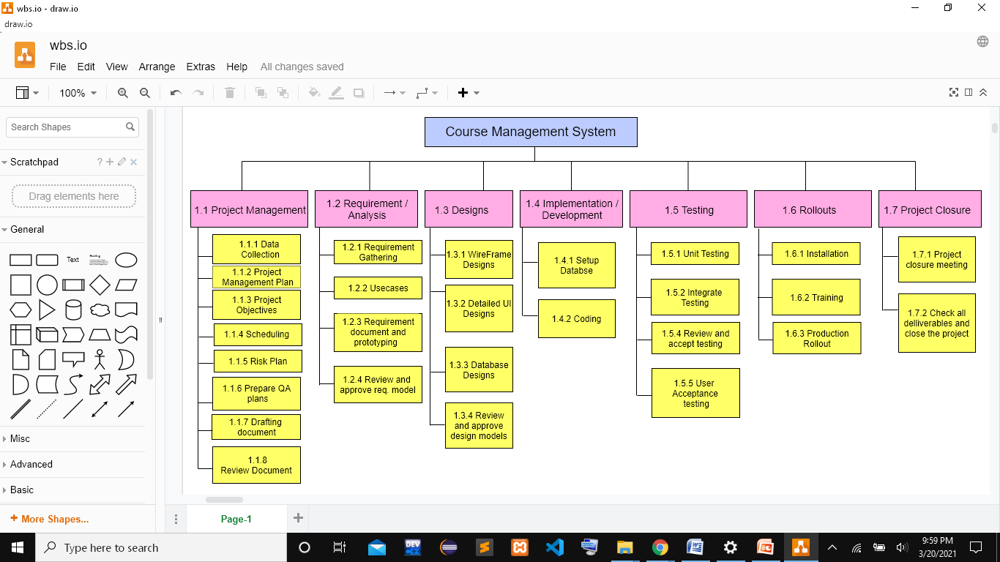 wbs.io - draw.io
draw.io
wbs.io
File Edit View Arrange Extras Help All changes saved
100%
Search Shapes
Scratchpad
?
Drag elements here
General
Text
Heading
Misc
Advanced
Basic
+ More Shapes...
Course Management System
1.1 Project Management
1.1.1 Data
Collection
1.1.2 Project
Management Plan
1.1.3 Project
Objectives
1.1.4 Scheduling
1.1.5 Risk Plan
1.1.6 Prepare QA
plans
1.1.7 Drafting
document
1.1.8
Review Document
1.2 Requirement /
Analysis
1.2.1 Requirement
Gathering
1.2.2 Usecases
1.2.3 Requirement
document and
prototyping
1.2.4 Review and
approve req. model
1.3 Designs
1.3.1 WireFrame
Designs
1.3.2 Detailed UI
Designs
1.3.3 Database
Designs
1.3.4 Review
and approve
design models
1.4 Implementation /
Development
1.4.1 Setup
Databse
1.4.2 Coding
1.5 Testing
1.5.1 Unit Testing
1.5.2 Integrate
Testing
1.5.4 Review and
accept testing
1.5.5 User
Acceptance
testing
1.6 Rollouts
1.6.1 Installation
1.6.2 Training
1.6.3 Production
Rollout
1.7 Project Closure
1.7.1 Project
closure meeting
1.7.2 Check all
delliverables and
close the project
Page-1
Type here to search
DEV
9:59 PM
3/20/2021